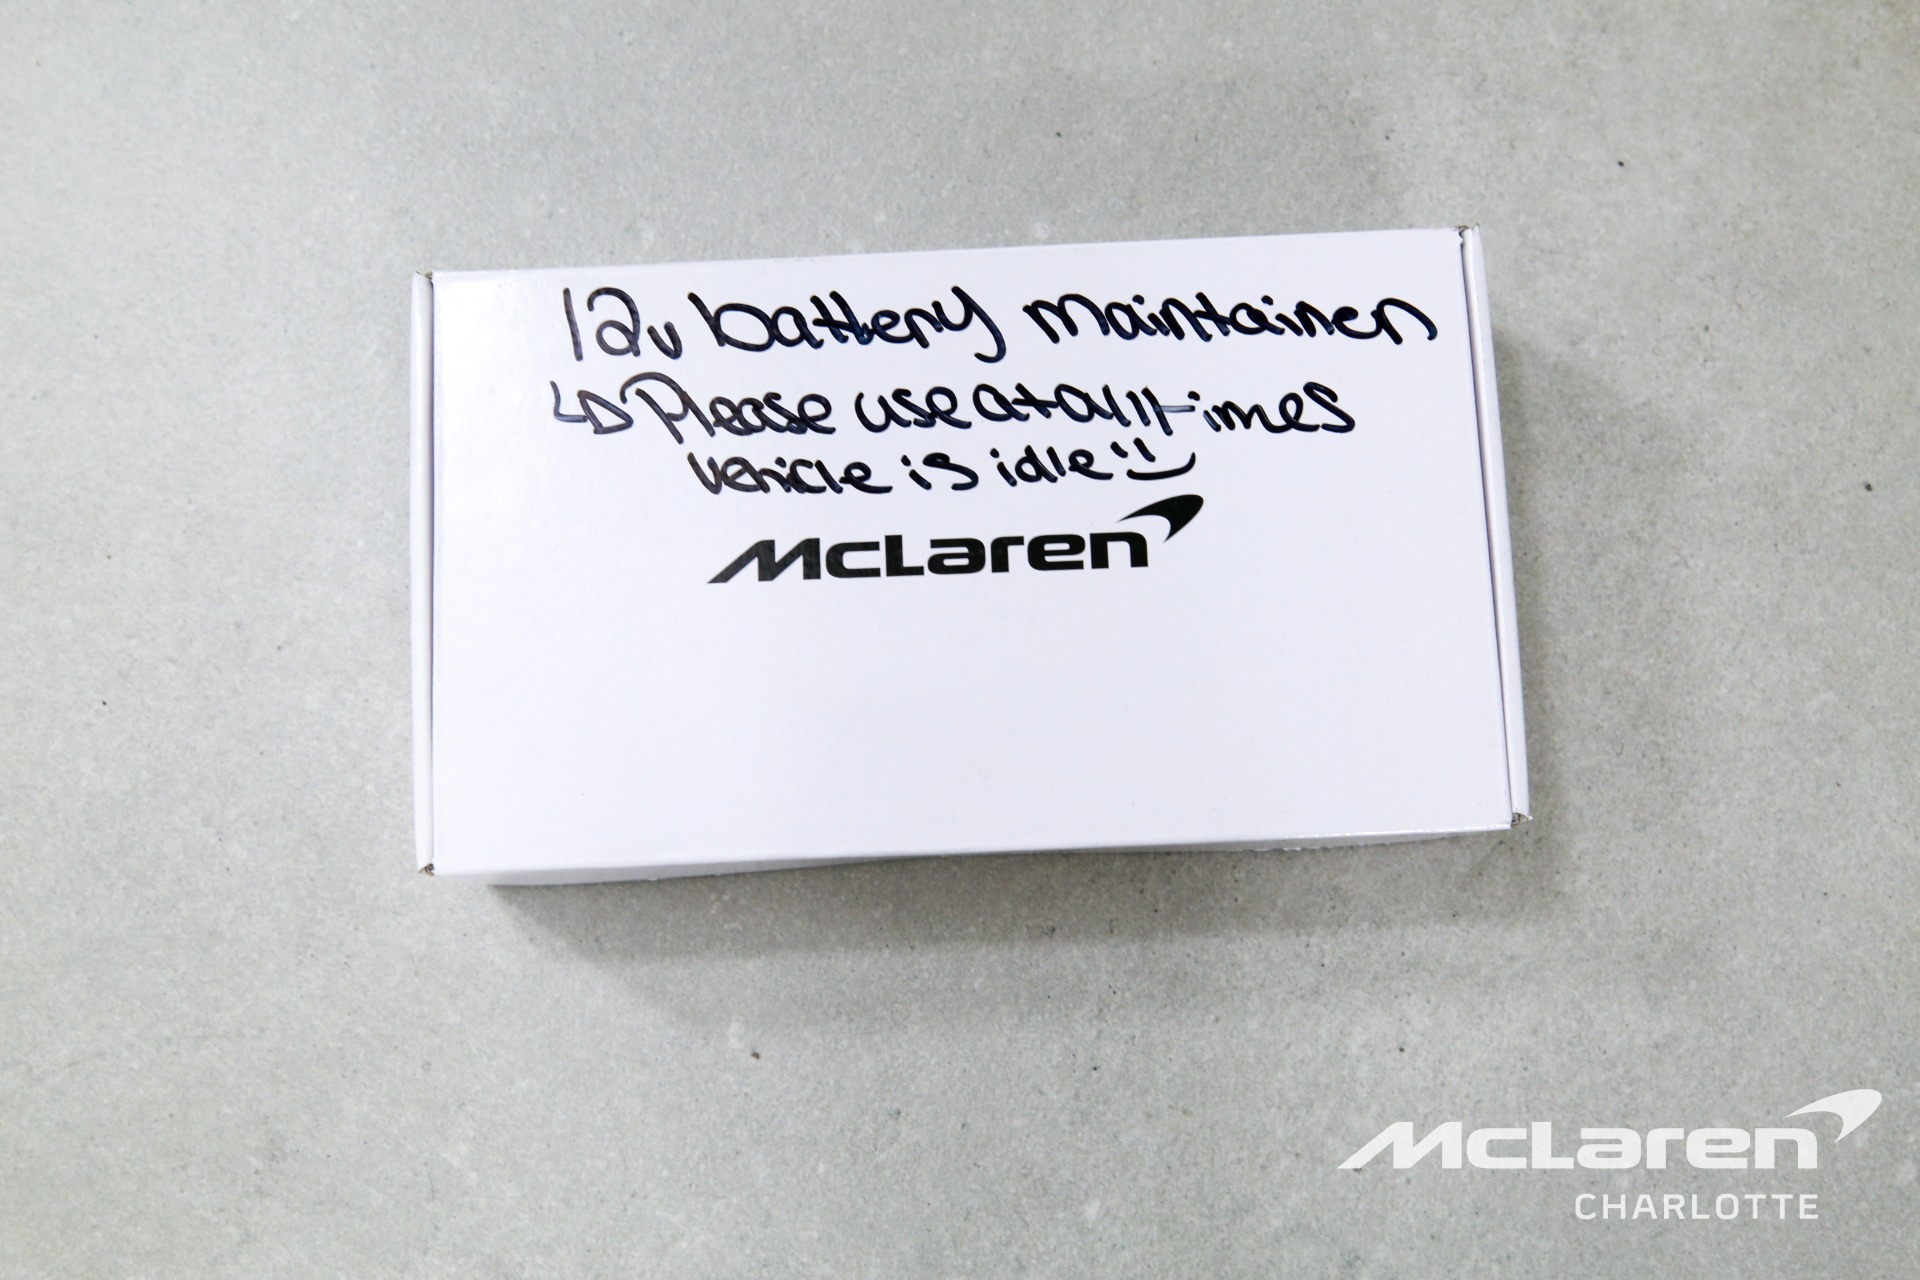 12v battery maintainer
↳ Please use at all times
vehicle is idle :)
McLaren
McLaren
CHARLOTTE